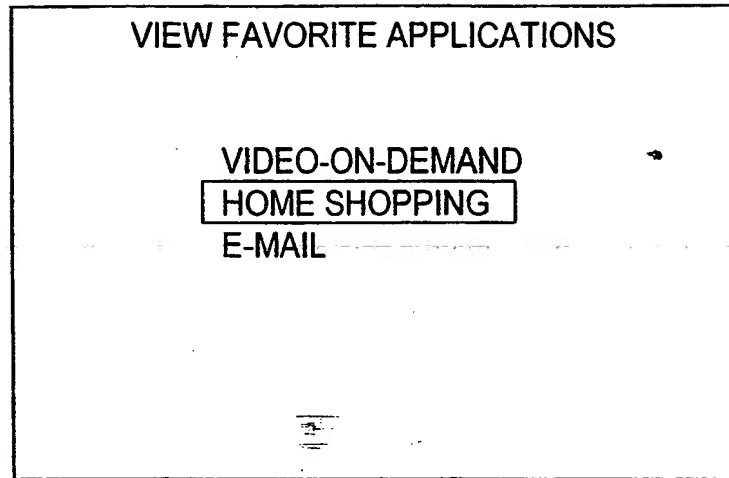 VIEW FAVORITE APPLICATIONS
VIDEO-ON-DEMAND
HOME SHOPPING
E-MAIL